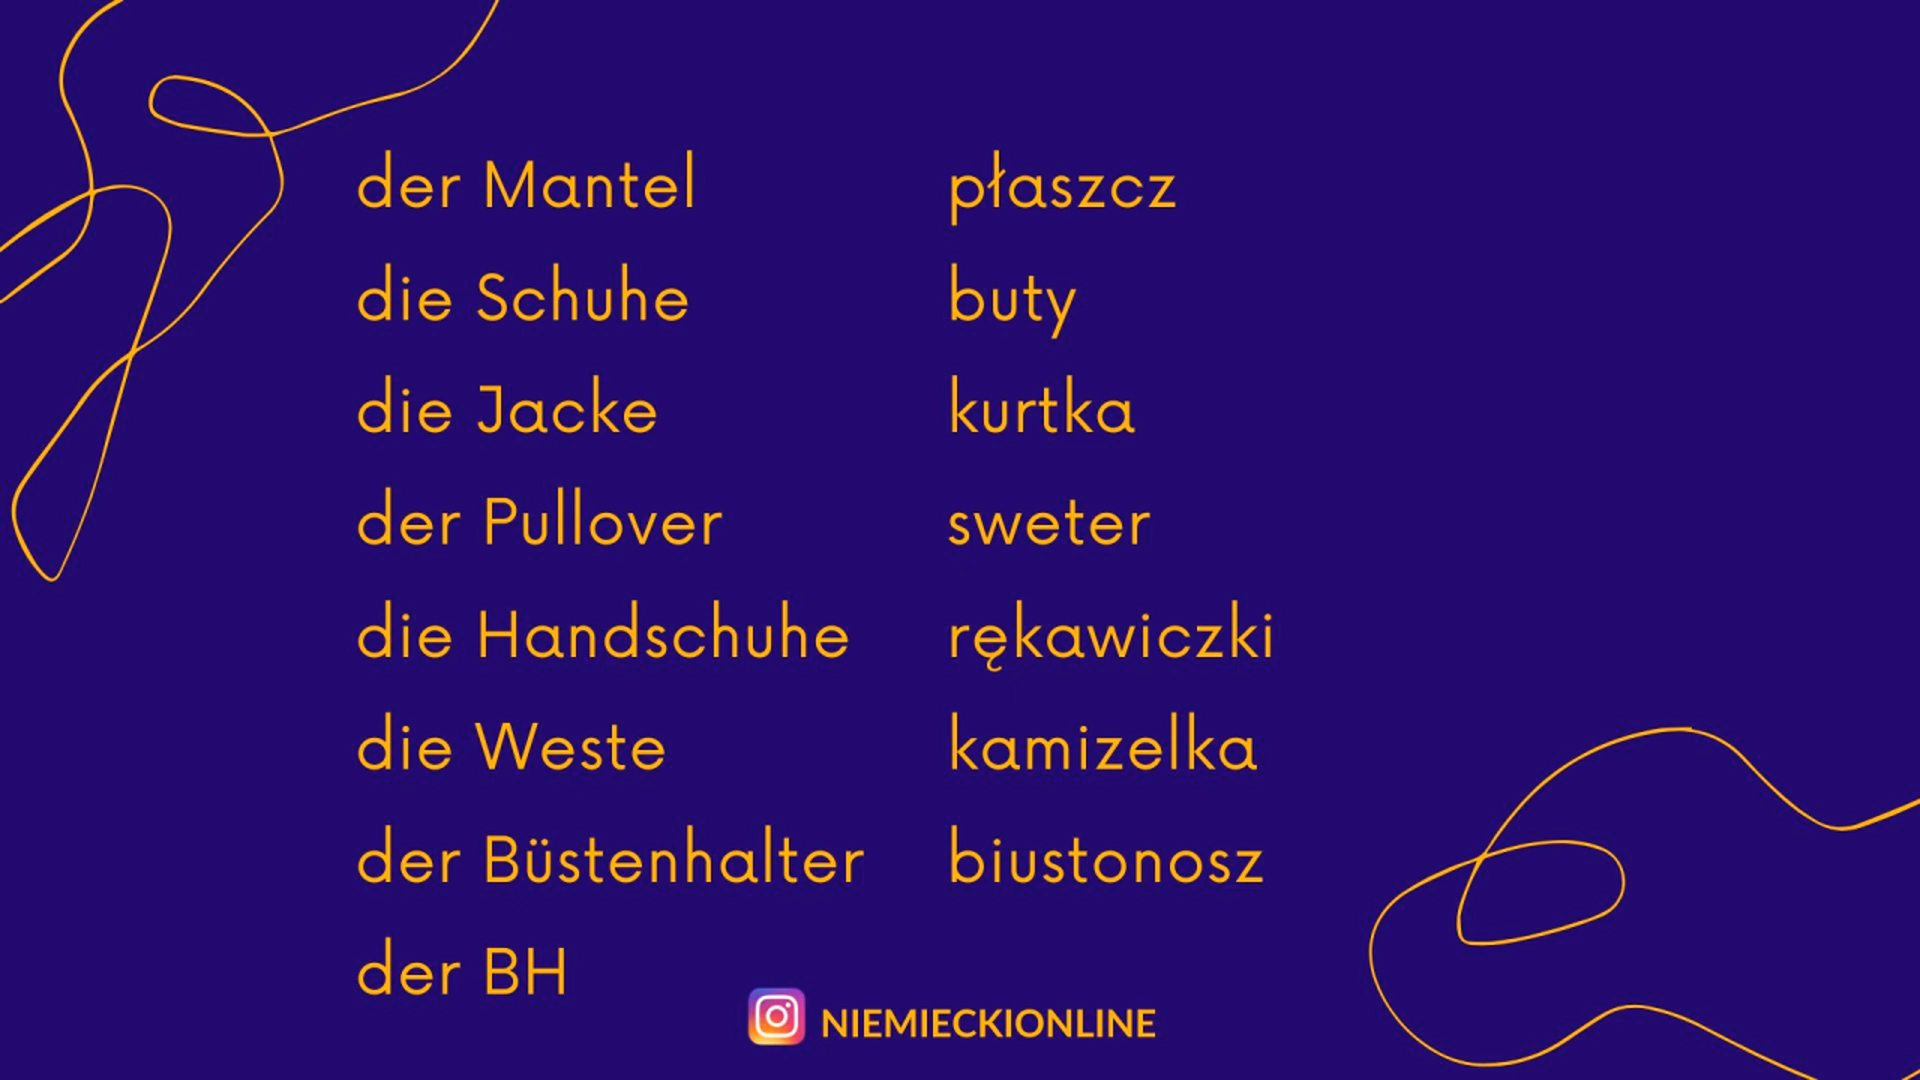 der Mantel płaszcz
die Schuhe buty
die Jacke kurtka
der Pullover sweter
die Handschuhe rękawiczki
die Weste kamizelka
der Büstenhalter biustonosz
der BH
NIEMIECKIONLINE